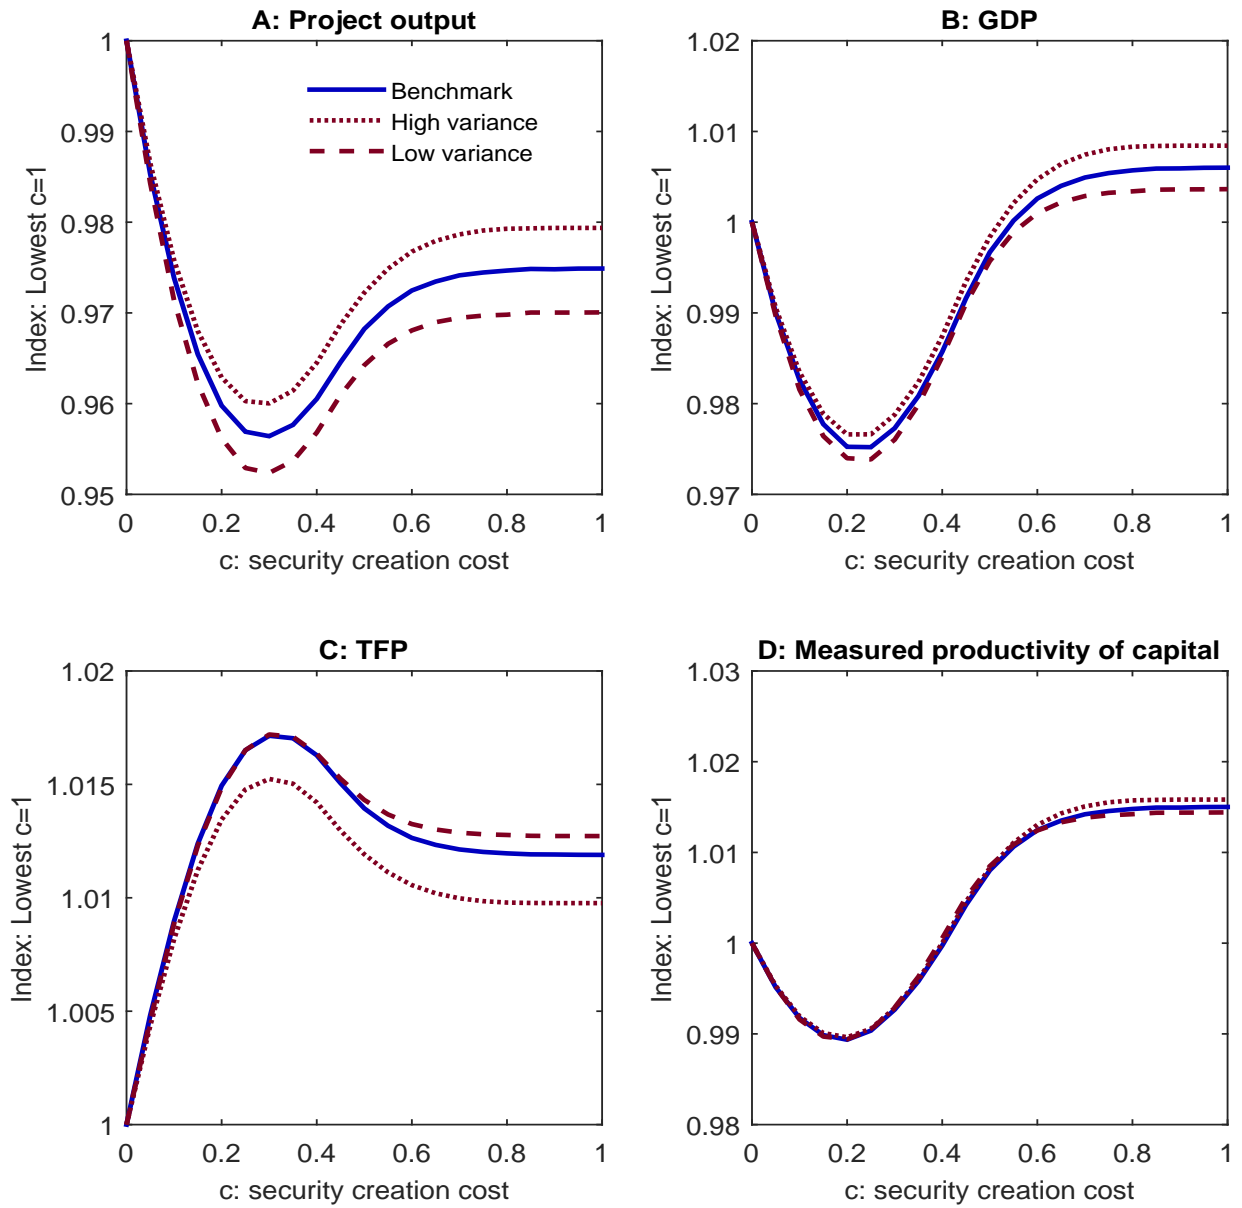 A: Project output
1
0.99
0.98
0.97
0.96
0.95
Index: Lowest c=1
Benchmark
High variance
Low variance
0 0.2 0.4 0.6 0.8 1
c: security creation cost
B: GDP
1.02
1.01
1
0.99
0.98
0.97
Index: Lowest c=1
0 0.2 0.4 0.6 0.8 1
c: security creation cost
C: TFP
1.02
1.015
1.01
1.005
1
Index: Lowest c=1
0 0.2 0.4 0.6 0.8 1
c: security creation cost
D: Measured productivity of capital
1.03
1.02
1.01
1
0.99
0.98
Index: Lowest c=1
0 0.2 0.4 0.6 0.8 1
c: security creation cost